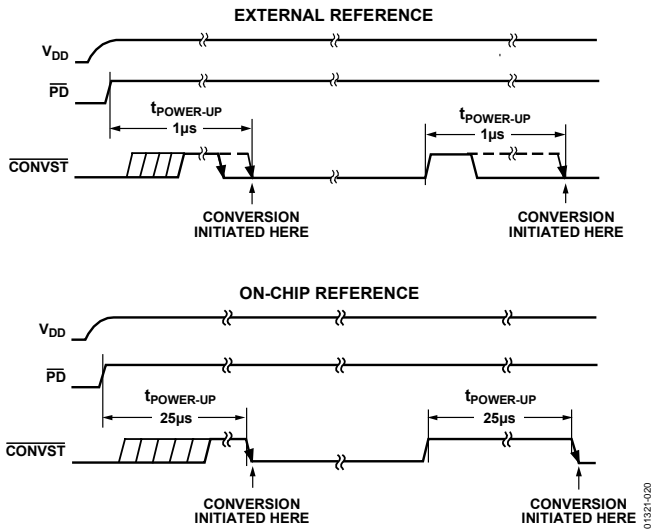 EXTERNAL REFERENCE
VDD
PD
tPOWER-UP
1µs
tPOWER-UP
1µs
CONVST
CONVERSION
INITIATED HERE
CONVERSION
INITIATED HERE
ON-CHIP REFERENCE
VDD
PD
tPOWER-UP
25µs
tPOWER-UP
25µs
CONVST
CONVERSION
INITIATED HERE
CONVERSION
INITIATED HERE
01321-020